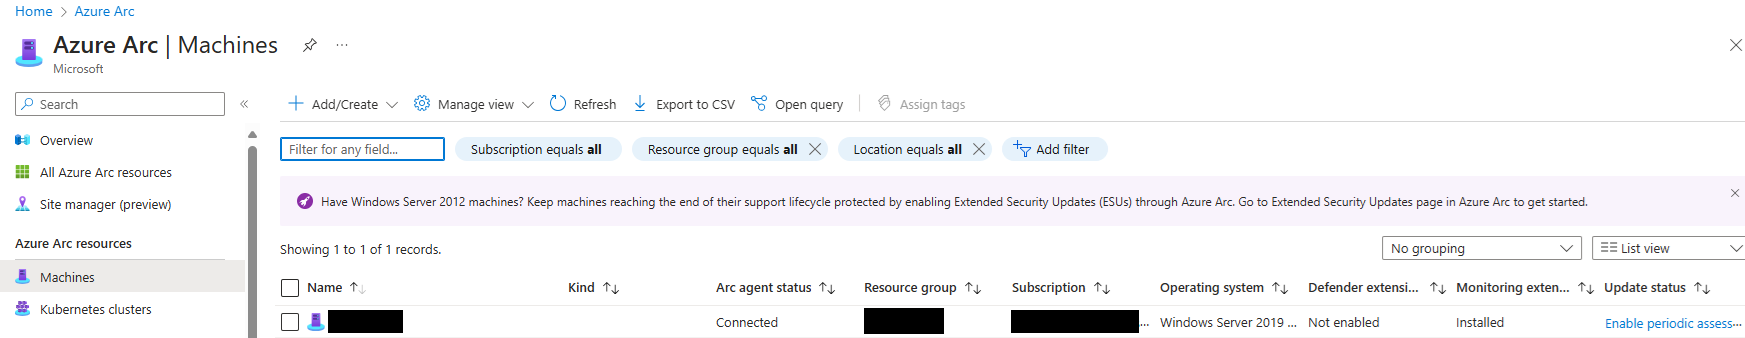 Home > Azure Arc
Azure Arc | Machines
Microsoft
Search
Overview
All Azure Arc resources
Site manager (preview)
Azure Arc resources
Machines
Kubernetes clusters
Add/Create Manage view Refresh Export to CSV Open query Assign tags
Filter for any field... Subscription equals all Resource group equals all Location equals all Add filter
Have Windows Server 2012 machines? Keep machines reaching the end of their support lifecycle protected by enabling Extended Security Updates (ESUs) through Azure Arc. Go to Extended Security Updates page in Azure Arc to get started.
Showing 1 to 1 of 1 records. No grouping List view
Name Kind Arc agent status Resource group Subscription Operating system Defender extensi... Monitoring exten... Update status
Connected ... Windows Server 2019 ... Not enabled Installed Enable periodic assess...